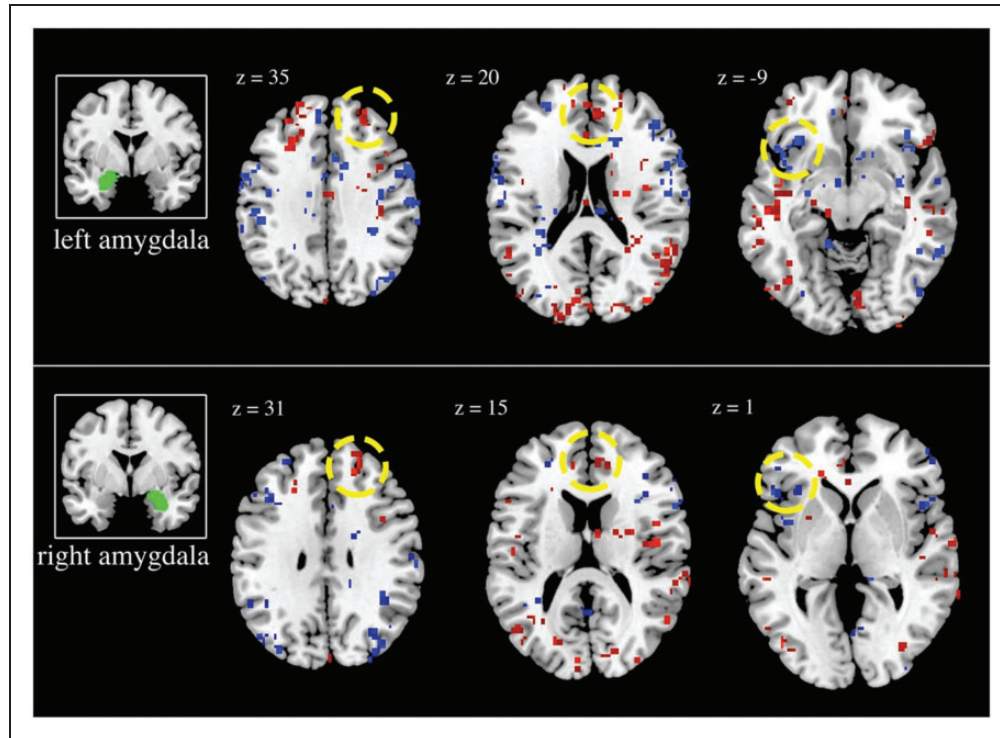 z = 35
z = 20
z = -9
left amygdala
z = 31
z = 15
z = 1
right amygdala